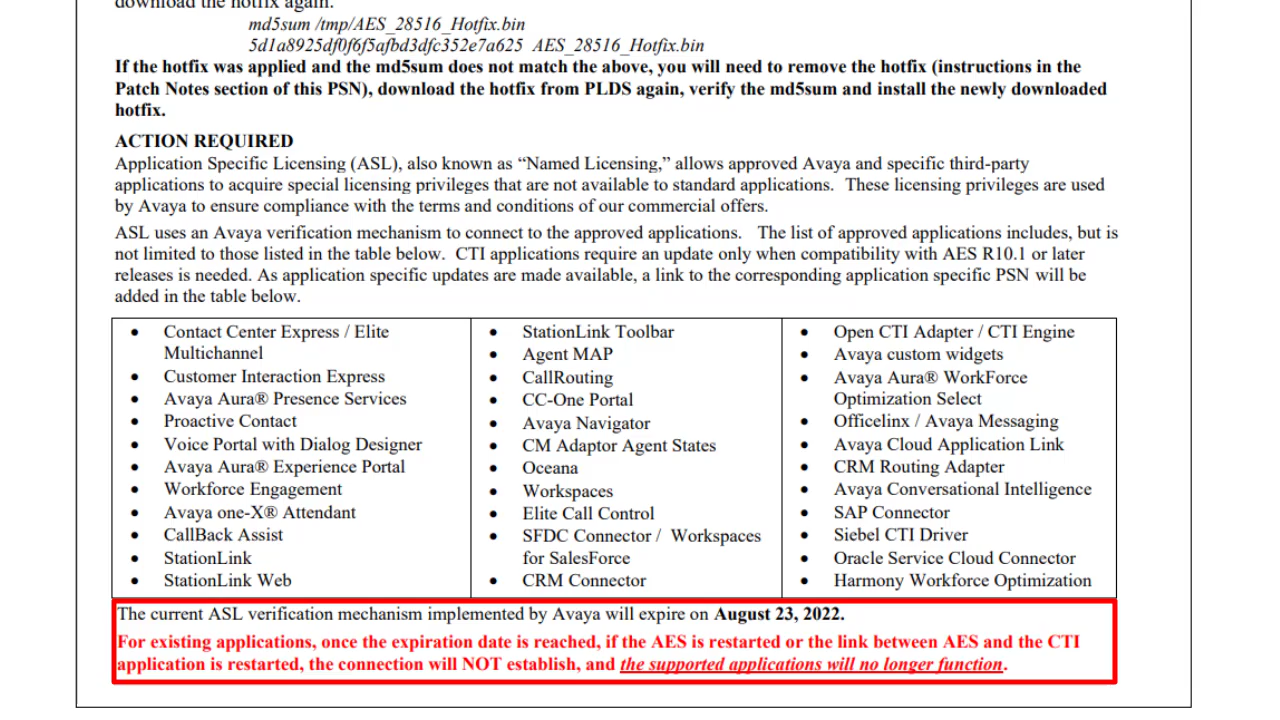 download the hotfix again.
md5sum /tmp/AES_28516_Hotfix.bin
5d1a8925df0f6f5afbd3dfc352e7a625 AES_28516_Hotfix.bin
If the hotfix was applied and the md5sum does not match the above, you will need to remove the hotfix (instructions in the
Patch Notes section of this PSN), download the hotfix from PLDS again, verify the md5sum and install the newly downloaded
hotfix.
ACTION REQUIRED
Application Specific Licensing (ASL), also known as “Named Licensing,” allows approved Avaya and specific third-party
applications to acquire special licensing privileges that are not available to standard applications. These licensing privileges are used
by Avaya to ensure compliance with the terms and conditions of our commercial offers.
ASL uses an Avaya verification mechanism to connect to the approved applications. The list of approved applications includes, but is
not limited to those listed in the table below. CTI applications require an update only when compatibility with AES R10.1 or later
releases is needed. As application specific updates are made available, a link to the corresponding application specific PSN will be
added in the table below.
• Contact Center Express / Elite
Multichannel
• Customer Interaction Express
• Avaya Aura® Presence Services
• Proactive Contact
• Voice Portal with Dialog Designer
• Avaya Aura® Experience Portal
• Workforce Engagement
• Avaya one-X® Attendant
• CallBack Assist
• StationLink
• StationLink Web
• StationLink Toolbar
• Agent MAP
• CallRouting
• CC-One Portal
• Avaya Navigator
• CM Adaptor Agent States
• Oceana
• Workspaces
• Elite Call Control
• SFDC Connector / Workspaces
for SalesForce
• CRM Connector
• Open CTI Adapter / CTI Engine
• Avaya custom widgets
• Avaya Aura® WorkForce
Optimization Select
• Officelinx / Avaya Messaging
• Avaya Cloud Application Link
• CRM Routing Adapter
• Avaya Conversational Intelligence
• SAP Connector
• Siebel CTI Driver
• Oracle Service Cloud Connector
• Harmony Workforce Optimization
The current ASL verification mechanism implemented by Avaya will expire on August 23, 2022.
For existing applications, once the expiration date is reached, if the AES is restarted or the link between AES and the CTI
application is restarted, the connection will NOT establish, and the supported applications will no longer function.